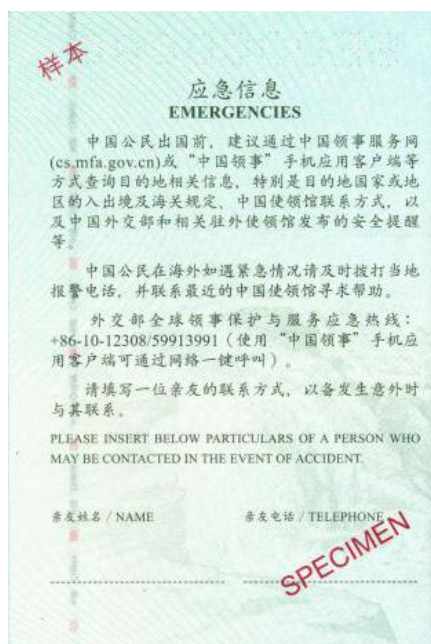 样本
应急信息
EMERGENCIES
中国公民出国前，建议通过中国领事服务网
(cs.mfa.gov.cn)或“中国领事”手机应用客户端等
方式查询目的地相关信息，特别是目的地国家或地
区的入出境及海关规定、中国使领馆联系方式，以
及中国外交部和相关驻外使领馆发布的安全提醒
等。
中国公民在海外如遇紧急情况请及时拨打当地
报警电话，并联系最近的中国使领馆寻求帮助。
外交部全球领事保护与服务应急热线：
+86-10-12308/59913991（使用“中国领事”手机应
用客户端可通过网络一键呼叫）。
请填写一位亲友的联系方式，以备发生意外时
与其联系。
PLEASE INSERT BELOW PARTICULARS OF A PERSON WHO
MAY BE CONTACTED IN THE EVENT OF ACCIDENT.
亲友姓名 / NAME 亲友电话 / TELEPHONE
SPECIMEN